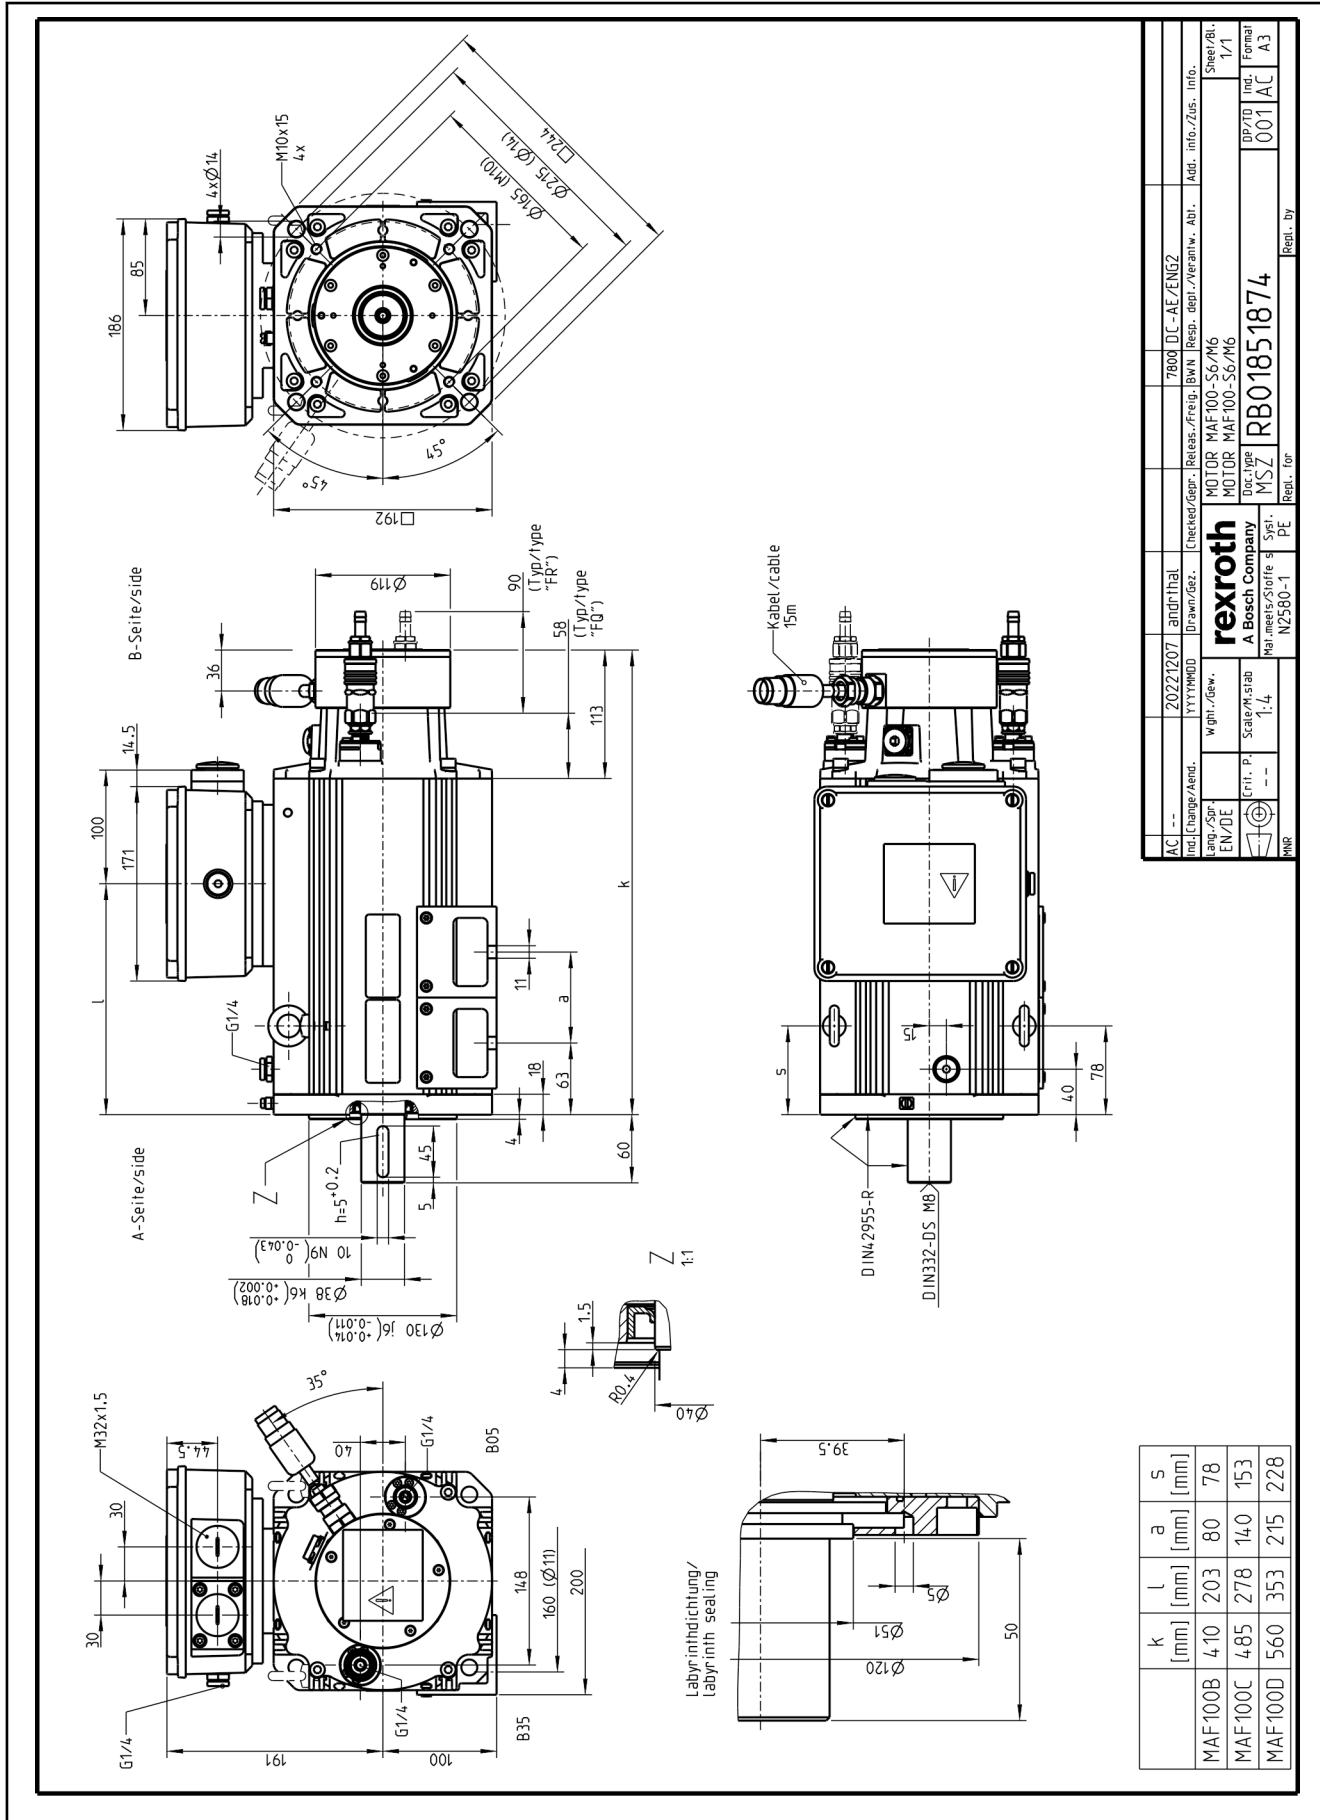 G1/4
191
100
30
30
M32x1.5
44.5
35°
40
G1/4
G1/4
B05
B35
148
160 (Ø11)
200
A-Seite/side
B-Seite/side
l
100
14.5
171
36
G1/4
Z
h=5+0.2
10 N9( 0 -0.043)
Ø38 k6(+0.018 +0.002)
Ø130 j6(+0.014 -0.011)
5
45
4
18
60
63
a
11
k
113
58
(Typ/type
"FQ")
90
(Typ/type
"FR")
Ø119
186
85
4xØ14
M10x15
4x
45°
45°
□192
Ø165 (M10)
Ø215 (Ø14)
□244
Z
1:1
4
1.5
R0.4
Ø40
Labyrinthdichtung/
Labyrinth sealing
39.5
Ø5
Ø51
Ø120
50
DIN42955-R
DIN332-DS M8
s
15
40
78
Kabel/cable
15m
k l a s
[mm] [mm] [mm] [mm]
MAF100B 410 203 80 78
MAF100C 485 278 140 153
MAF100D 560 353 215 228
AC -- 20221207 andrthal 7800 DC-AE/ENG2
Ind. Change/Aend. YYYYMMDD Drawn/Gez. Checked/Gepr. Releas./Freig. BWN Resp. dept./Verantw. Abt. Add. info./Zus. Info.
Lang./Spr. EN/DE
Wght./Gew.
rexroth
A Bosch Company
MOTOR MAF100-S6/M6
MOTOR MAF100-S6/M6
Sheet/Bl. 1/1
Crit. P. --
Scale/M.stab 1:4
Mat.meets/Stoffe s N2580-1
Syst. PE
Doc.type MSZ
RB01851874
DP/TD 001
Ind. AC
Format A3
MNR
Repl. for
Repl. by